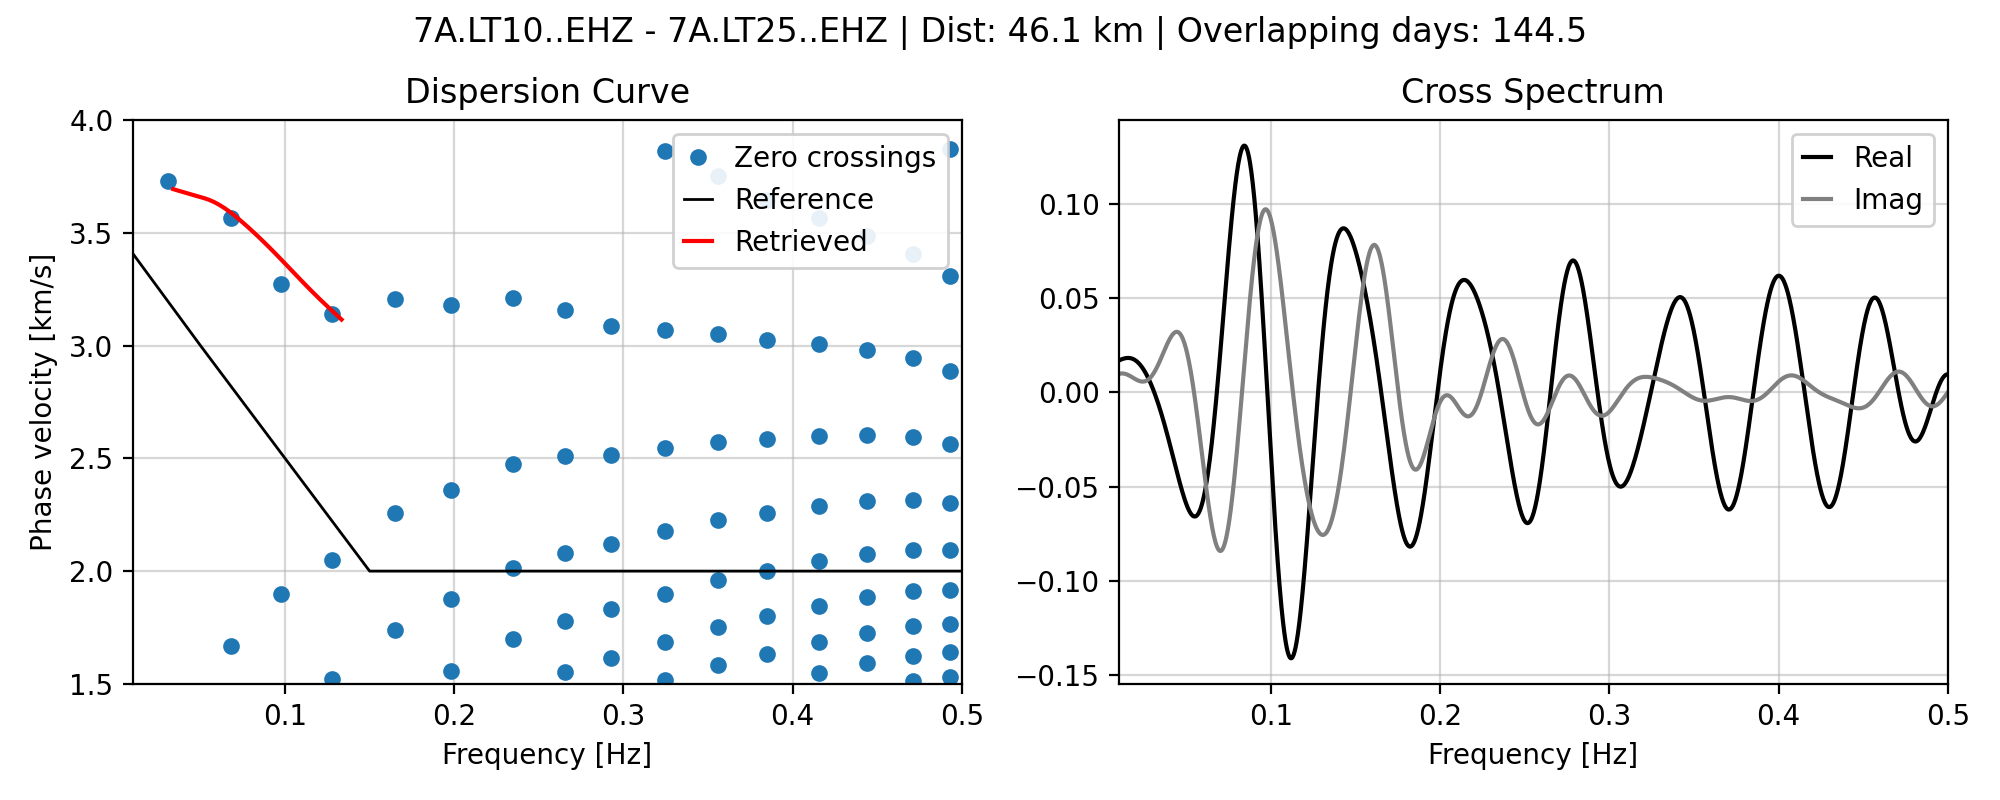 7A.LT10..EHZ - 7A.LT25..EHZ | Dist: 46.1 km | Overlapping days: 144.5
Dispersion Curve
4.0
3.5
3.0
2.5
2.0
1.5
Phase velocity [km/s]
Zero crossings
Reference
Retrieved
0.1
0.2
0.3
0.4
0.5
Frequency [Hz]
Cross Spectrum
0.10
0.05
0.00
−0.05
−0.10
−0.15
Real
Imag
0.1
0.2
0.3
0.4
0.5
Frequency [Hz]